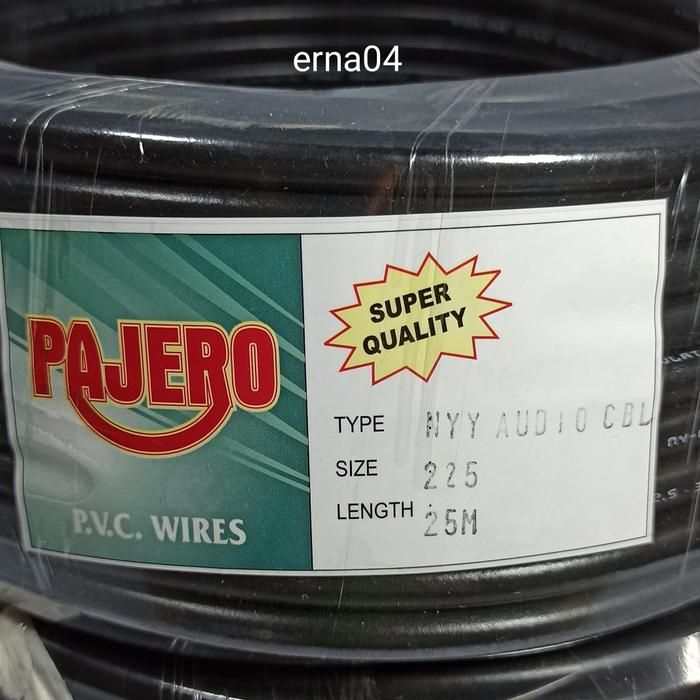 erna04
PAJERO
P.V.C. WIRES
SUPER
QUALITY
TYPE NYY AUDIO CBL
SIZE 225
LENGTH : 25M